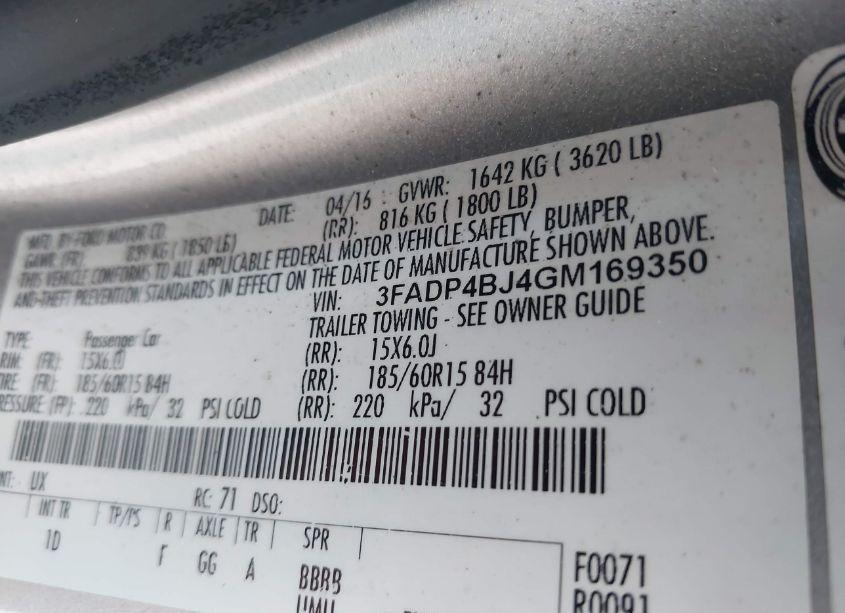 MFD. BY FORD MOTOR CO.
DATE: 04/16 GVWR: 1642 KG ( 3620 LB)
GAWR: (FR): 839 KG ( 1850 LB) (RR): 816 KG ( 1800 LB)
THIS VEHICLE CONFORMS TO ALL APPLICABLE FEDERAL MOTOR VEHICLE SAFETY, BUMPER,
AND THEFT PREVENTION STANDARDS IN EFFECT ON THE DATE OF MANUFACTURE SHOWN ABOVE.
VIN: 3FADP4BJ4GM169350
TYPE: Passenger Car TRAILER TOWING - SEE OWNER GUIDE
RIM: (FR): 15X6.0J (RR): 15X6.0J
(FR): 185/60R15 84H (RR): 185/60R15 84H
(FR): 220 kPa/ 32 PSI COLD (RR): 220 kPa/ 32 PSI COLD
UX
RC: 71 DSO:
INT TR TP/PS R AXLE TR SPR
1D F GG A BBRB F0071
R0091